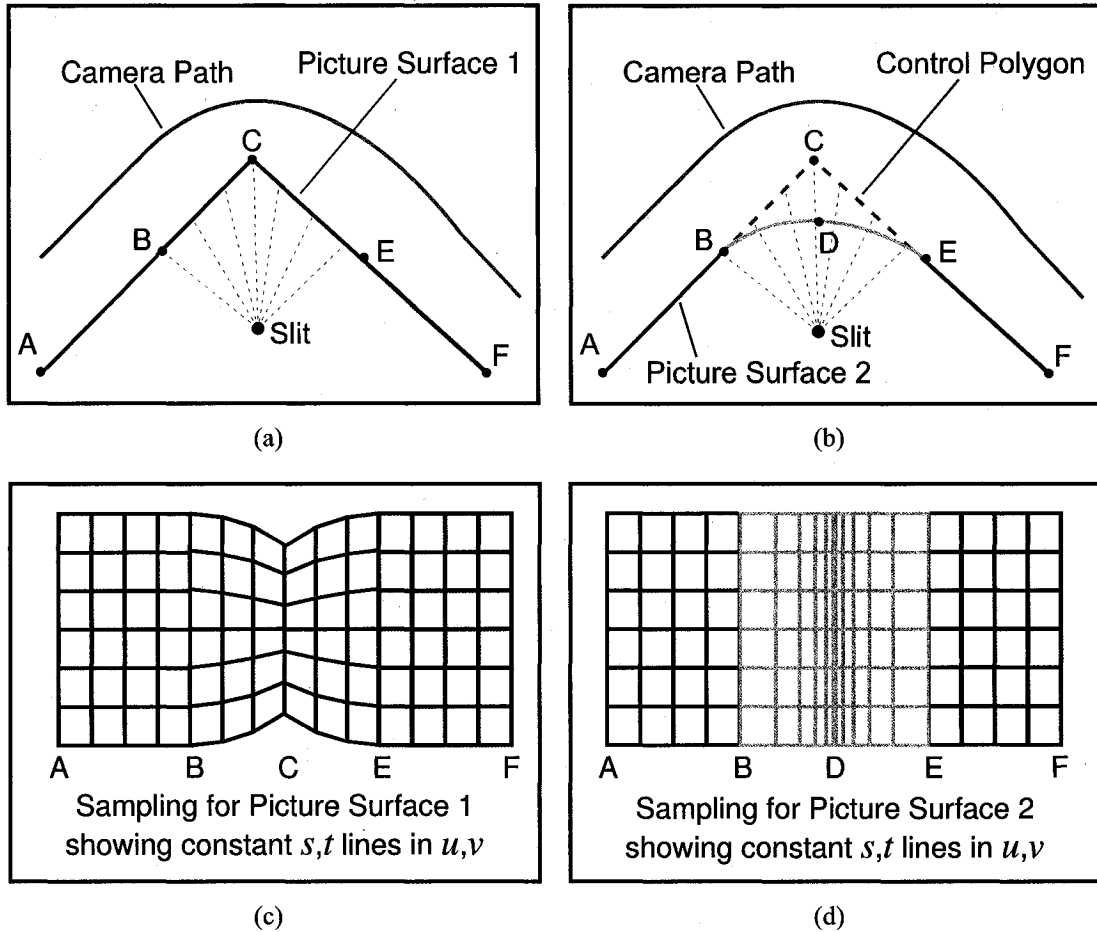 Camera Path
Picture Surface 1
C
B
E
Slit
A
F
(a)
Camera Path
Control Polygon
C
B
D
E
Slit
A
F
Picture Surface 2
(b)
A B C E F
Sampling for Picture Surface 1
showing constant s,t lines in u,v
(c)
A B D E F
Sampling for Picture Surface 2
showing constant s,t lines in u,v
(d)